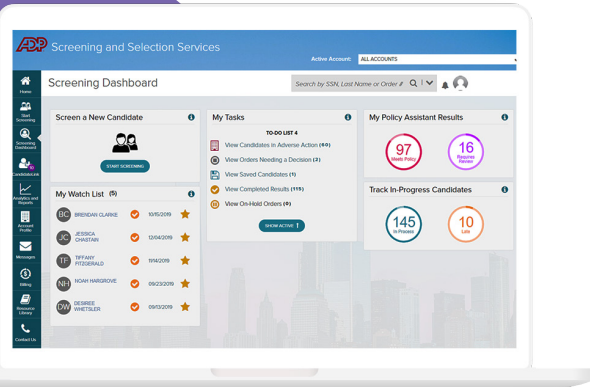 ADP Screening and Selection Services
Active Account: ALL ACCOUNTS
Screening Dashboard
Search by SSN, Last Name or Order #
Home
Start Screening
Screening Dashboard
CandidateLink
Analytics and Reports
Account Profile
Messages
Billing
Resource Library
Contact Us
Screen a New Candidate
START SCREENING
My Watch List (5)
BC BRENDAN CLARKE 10/15/2019
JC JESSICA CHASTAIN 12/04/2019
TF TIFFANY FITZGERALD 11/14/2019
NH NOAH HARGROVE 09/23/2019
DW DESIREE WHETSLER 09/13/2019
My Tasks
TO-DO LIST 4
View Candidates in Adverse Action (60)
View Orders Needing a Decision (2)
View Saved Candidates (1)
View Completed Results (115)
View On-Hold Orders (0)
SHOW ACTIVE
My Policy Assistant Results
97 Meets Policy
16 Requires Review
Track In-Progress Candidates
145 In Process
10 Late